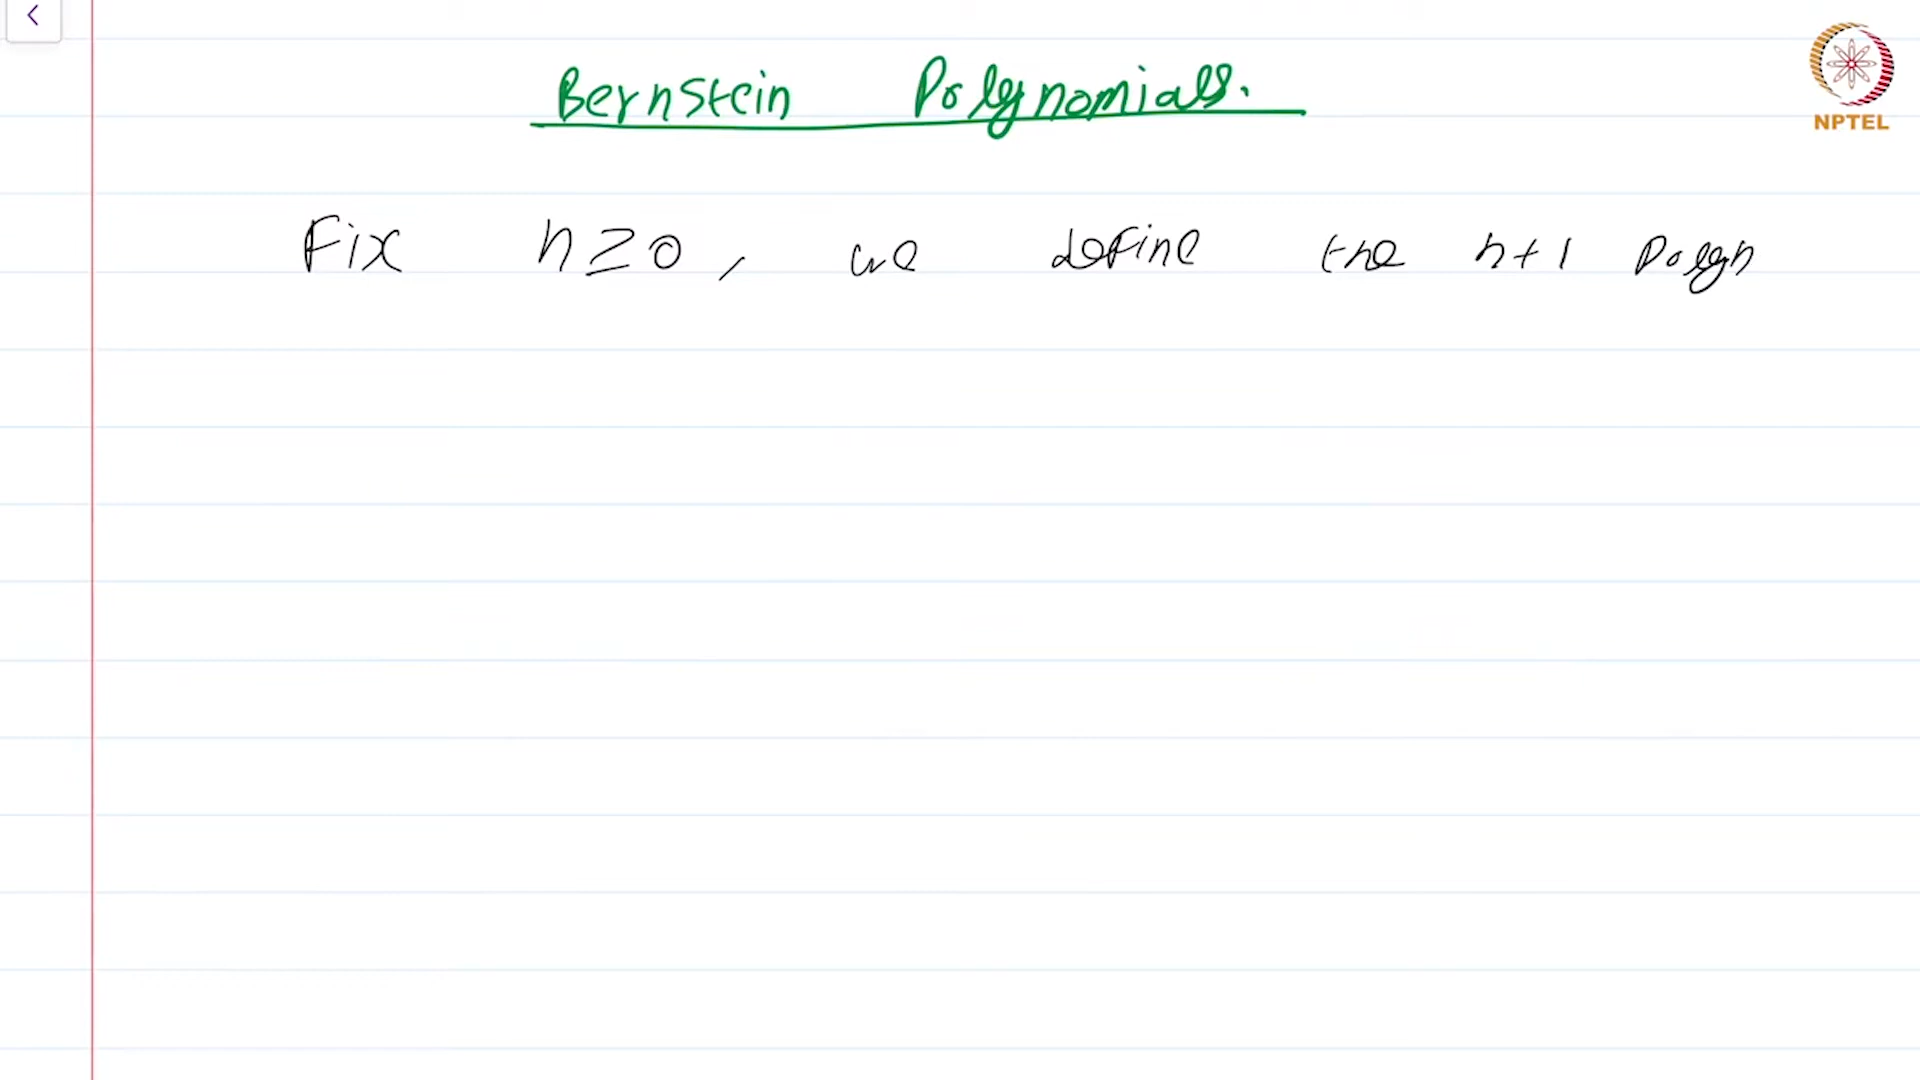 Bernstein Polynomials.
NPTEL
Fix n ≥ 0, we define the n+1 Polyn